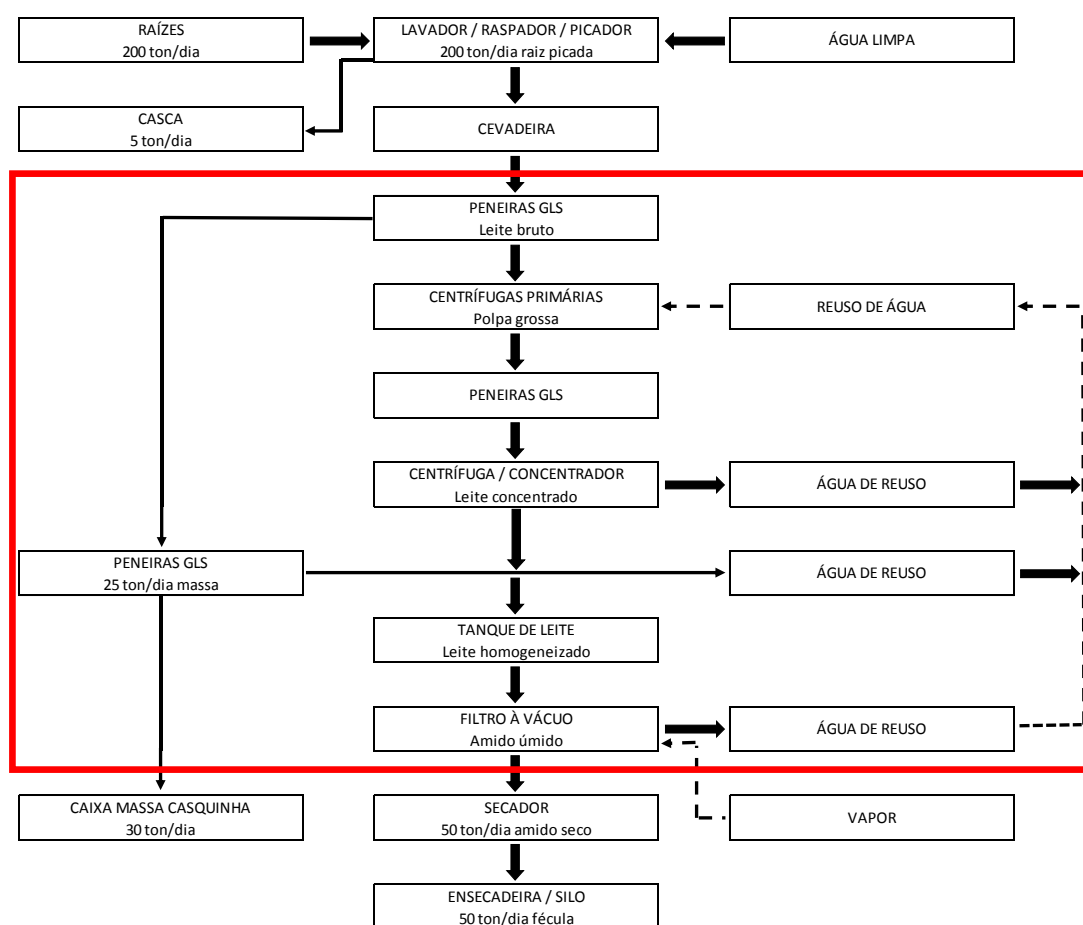 RAÍZES
200 ton/dia
LAVADOR / RASPADOR / PICADOR
200 ton/dia raiz picada
ÁGUA LIMPA
CASCA
5 ton/dia
CEVADEIRA
PENEIRAS GLS
Leite bruto
CENTRÍFUGAS PRIMÁRIAS
Polpa grossa
REUSO DE ÁGUA
PENEIRAS GLS
CENTRÍFUGA / CONCENTRADOR
Leite concentrado
ÁGUA DE REUSO
PENEIRAS GLS
25 ton/dia massa
ÁGUA DE REUSO
TANQUE DE LEITE
Leite homogeneizado
FILTRO À VÁCUO
Amido úmido
ÁGUA DE REUSO
CAIXA MASSA CASQUINHA
30 ton/dia
SECADOR
50 ton/dia amido seco
VAPOR
ENSECADEIRA / SILO
50 ton/dia fécula